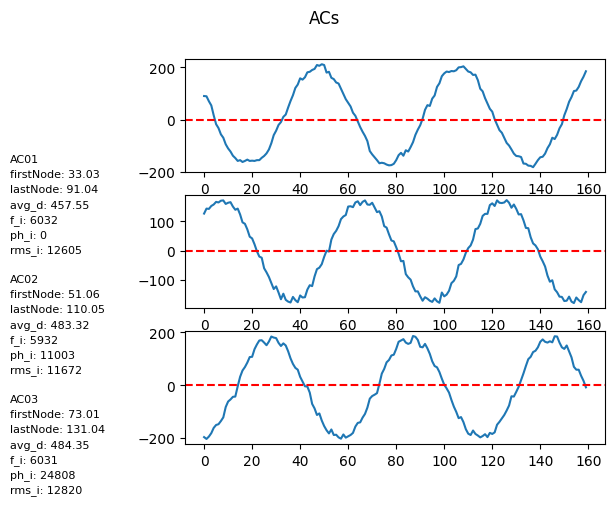 ACs
200
0
−200
0 20 40 60 80 100 120 140 160
100
0
−100
0 20 40 60 80 100 120 140 160
200
0
−200
0 20 40 60 80 100 120 140 160
AC01
firstNode: 33.03
lastNode: 91.04
avg_d: 457.55
f_i: 6032
ph_i: 0
rms_i: 12605
AC02
firstNode: 51.06
lastNode: 110.05
avg_d: 483.32
f_i: 5932
ph_i: 11003
rms_i: 11672
AC03
firstNode: 73.01
lastNode: 131.04
avg_d: 484.35
f_i: 6031
ph_i: 24808
rms_i: 12820